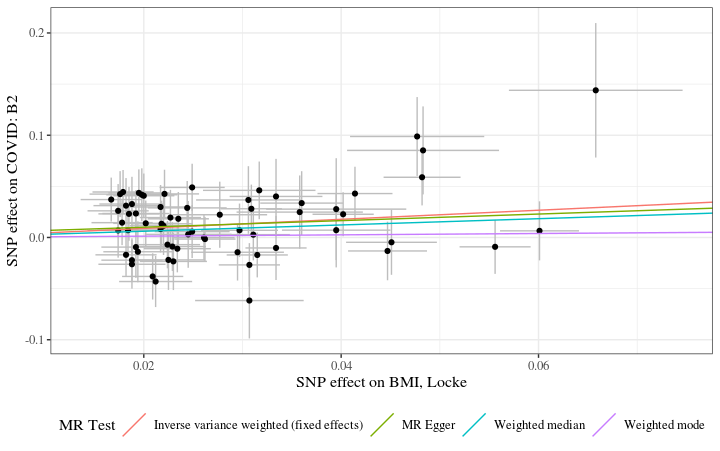 SNP effect on COVID: B2
0.2
0.1
0.0
-0.1
0.02
0.04
0.06
SNP effect on BMI, Locke
MR Test
Inverse variance weighted (fixed effects)
MR Egger
Weighted median
Weighted mode